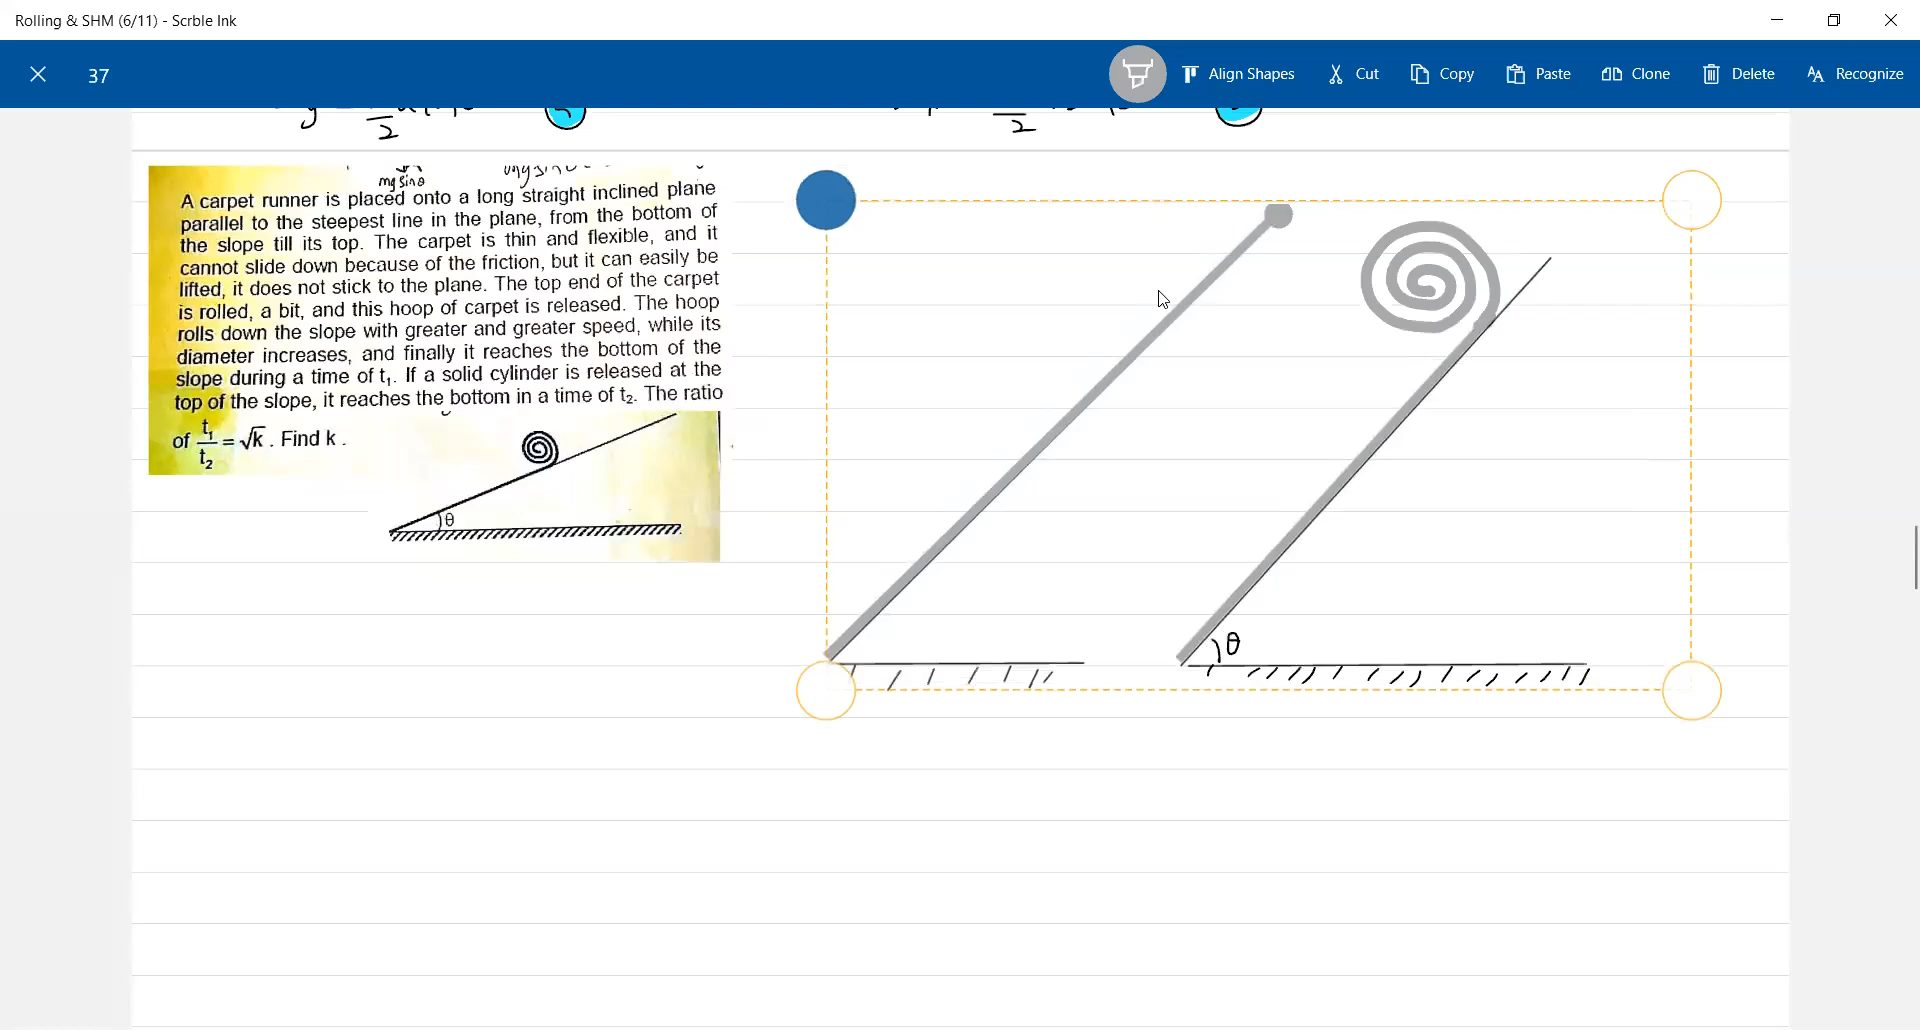 Rolling & SHM (6/11) - Scrble Ink
37
Align Shapes
Cut
Copy
Paste
Clone
Delete
Recognize
2
2
mg sinθ
mg sinθ
A carpet runner is placed onto a long straight inclined plane
parallel to the steepest line in the plane, from the bottom of
the slope till its top. The carpet is thin and flexible, and it
cannot slide down because of the friction, but it can easily be
lifted, it does not stick to the plane. The top end of the carpet
is rolled, a bit, and this hoop of carpet is released. The hoop
rolls down the slope with greater and greater speed, while its
diameter increases, and finally it reaches the bottom of the
slope during a time of t₁. If a solid cylinder is released at the
top of the slope, it reaches the bottom in a time of t₂. The ratio
of t₁/t₂ = √k . Find k .
θ
θ